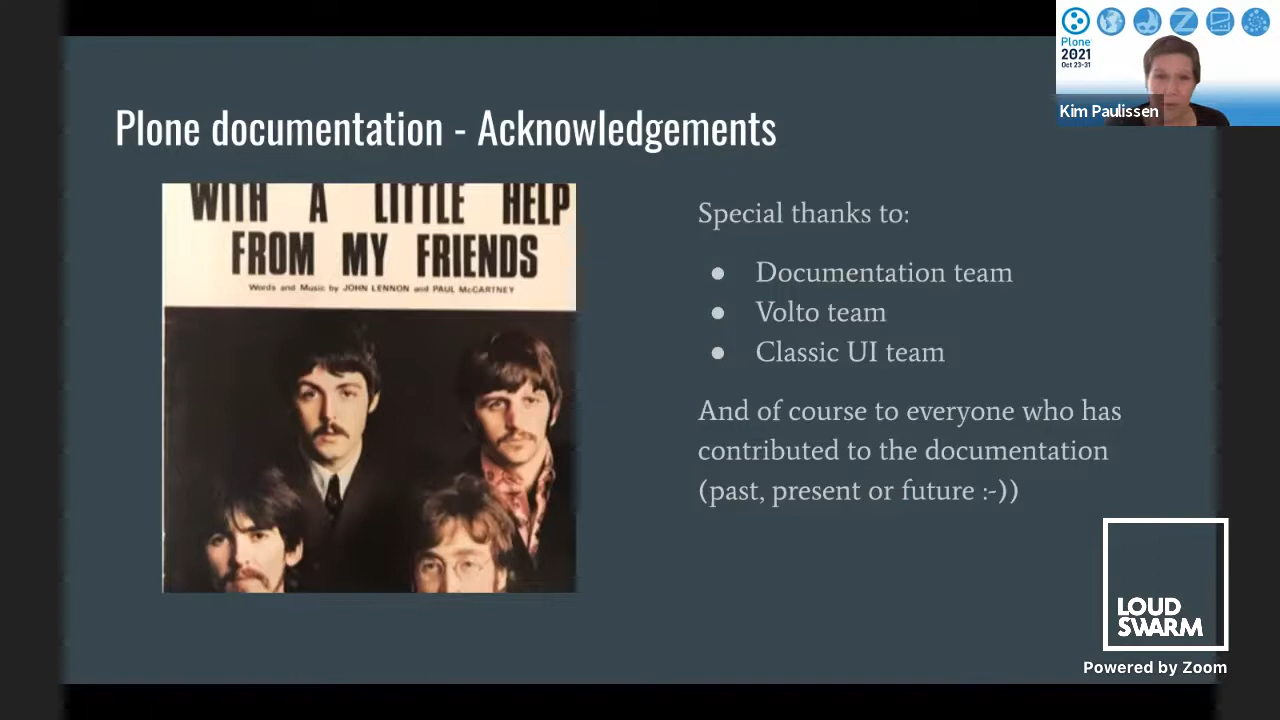 Plone
2021
Oct 23-31
Kim Paulissen
Plone documentation - Acknowledgements
WITH A LITTLE HELP
FROM MY FRIENDS
Words and Music by JOHN LENNON and PAUL McCARTNEY
Special thanks to:
● Documentation team
● Volto team
● Classic UI team
And of course to everyone who has
contributed to the documentation
(past, present or future :-))
LOUD
SWARM
Powered by Zoom